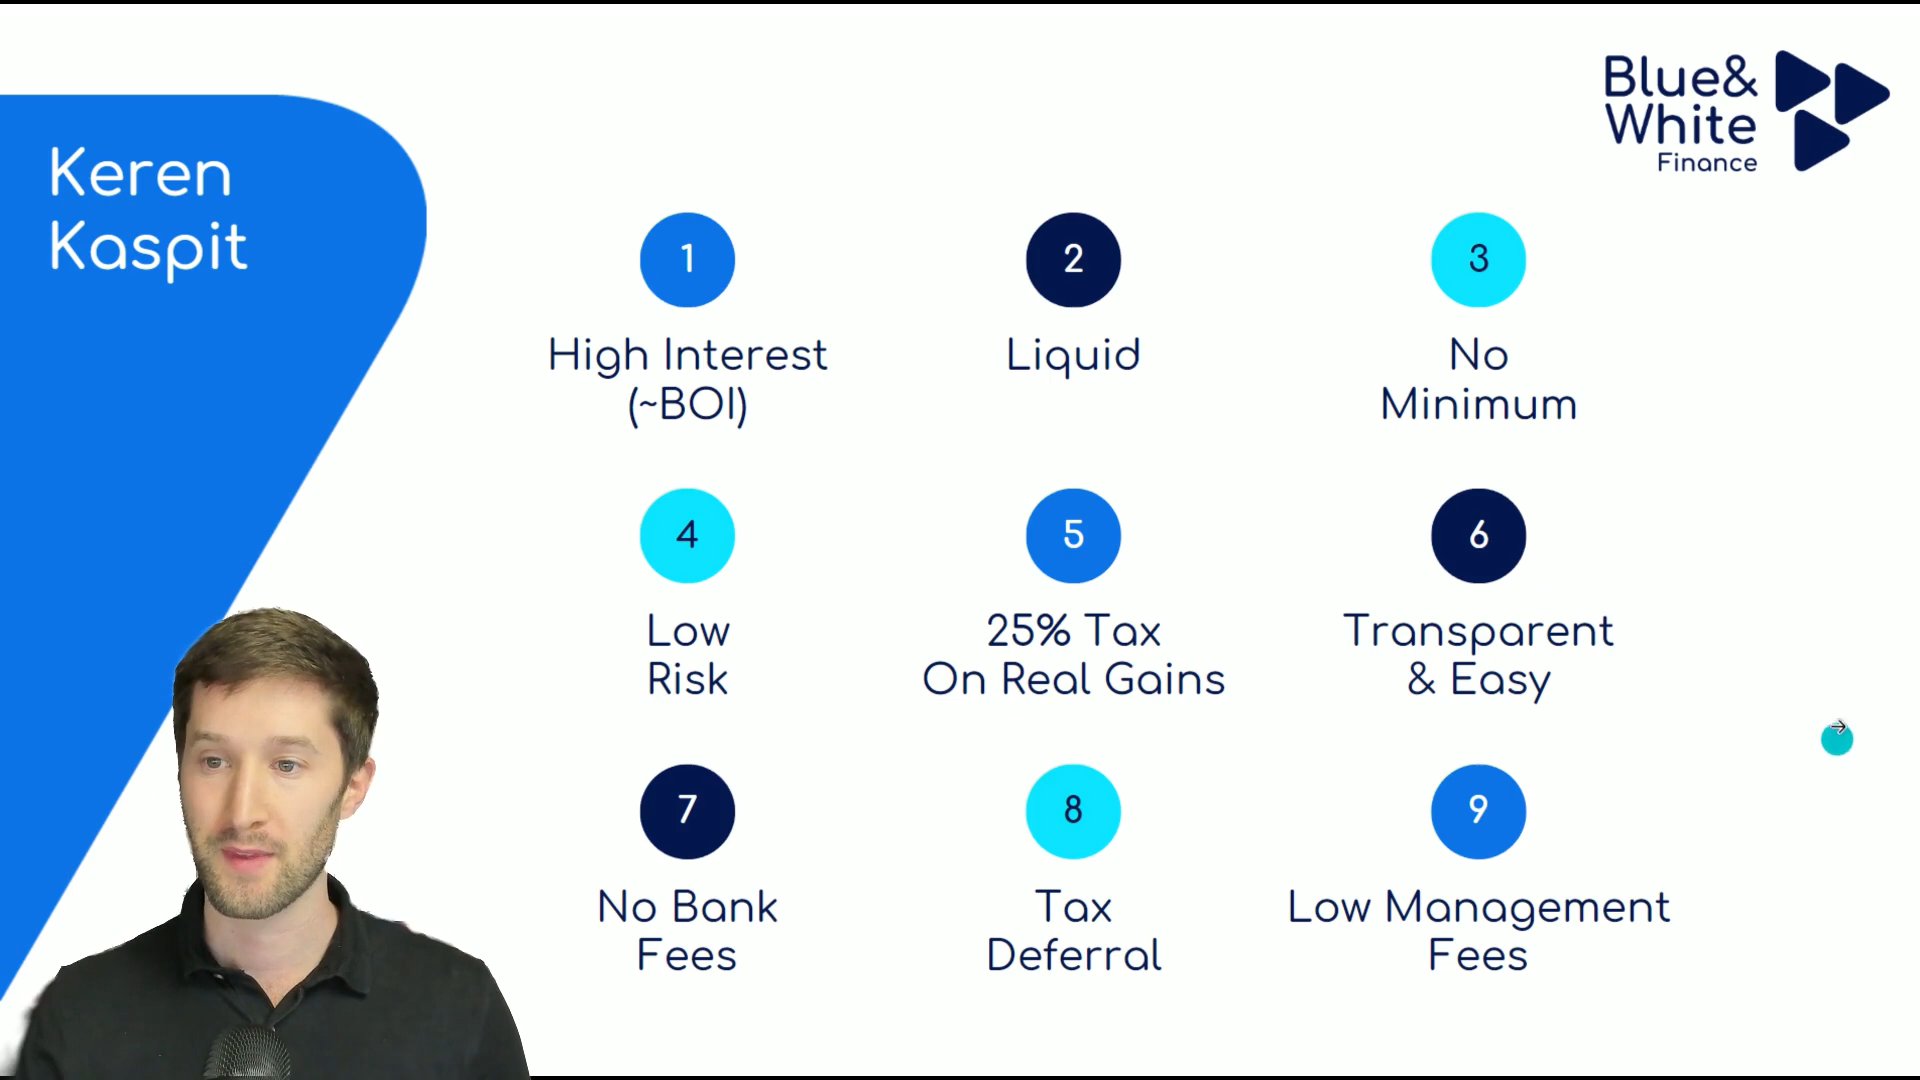 Keren
Kaspit
Blue&
White
Finance
1
High Interest
(~BOI)
2
Liquid
3
No
Minimum
4
Low
Risk
5
25% Tax
On Real Gains
6
Transparent
& Easy
7
No Bank
Fees
8
Tax
Deferral
9
Low Management
Fees